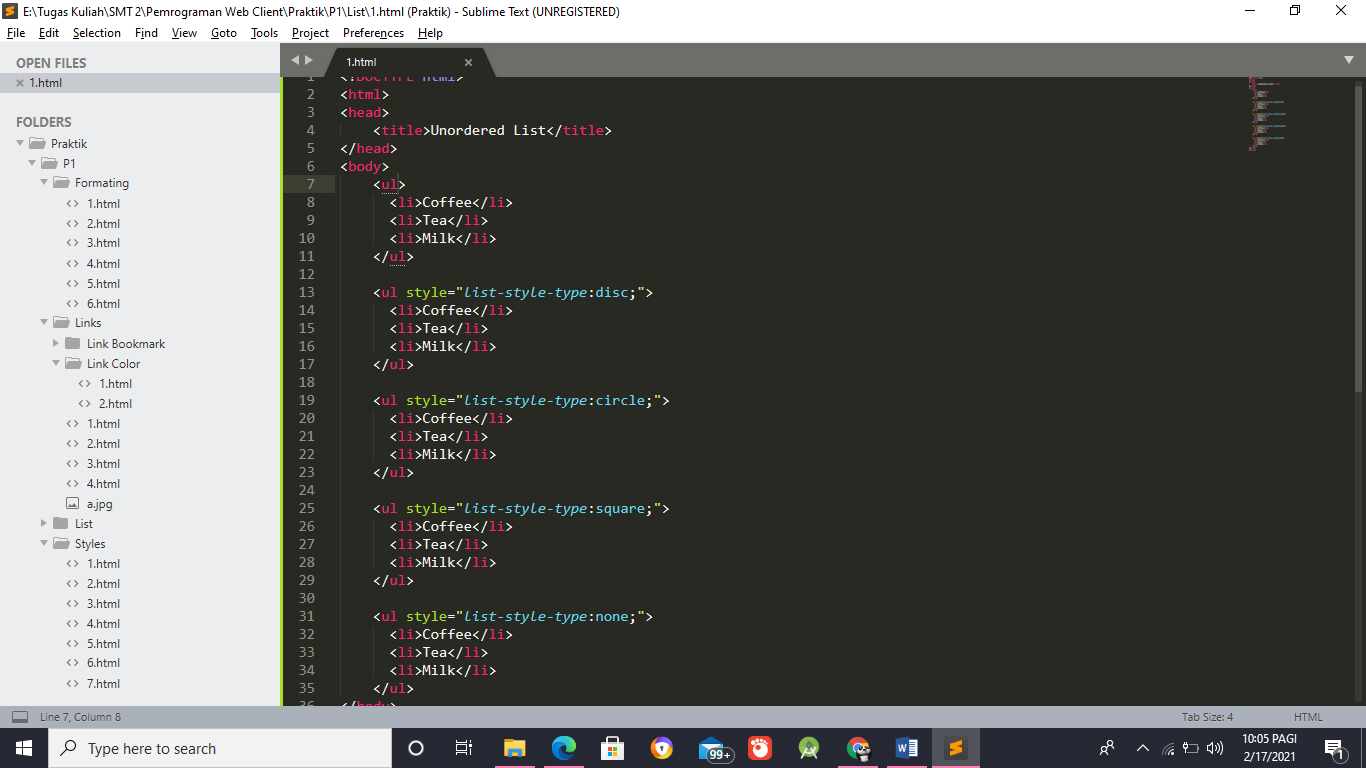 E:\Tugas Kuliah\SMT 2\Pemrograman Web Client\Praktik\P1\List\1.html (Praktik) - Sublime Text (UNREGISTERED)
File Edit Selection Find View Goto Tools Project Preferences Help
OPEN FILES
1.html
FOLDERS
Praktik
P1
Formating
1.html
2.html
3.html
4.html
5.html
6.html
Links
Link Bookmark
Link Color
1.html
2.html
1.html
2.html
3.html
4.html
a.jpg
List
Styles
1.html
2.html
3.html
4.html
5.html
6.html
7.html
1.html
1 <!DOCTYPE html>
2 <html>
3 <head>
4 <title>Unordered List</title>
5 </head>
6 <body>
7 <ul>
8 <li>Coffee</li>
9 <li>Tea</li>
10 <li>Milk</li>
11 </ul>
12
13 <ul style="list-style-type:disc;">
14 <li>Coffee</li>
15 <li>Tea</li>
16 <li>Milk</li>
17 </ul>
18
19 <ul style="list-style-type:circle;">
20 <li>Coffee</li>
21 <li>Tea</li>
22 <li>Milk</li>
23 </ul>
24
25 <ul style="list-style-type:square;">
26 <li>Coffee</li>
27 <li>Tea</li>
28 <li>Milk</li>
29 </ul>
30
31 <ul style="list-style-type:none;">
32 <li>Coffee</li>
33 <li>Tea</li>
34 <li>Milk</li>
35 </ul>
36 </body>
Line 7, Column 8
Tab Size: 4
HTML
Type here to search
99+
10:05 PAGI
2/17/2021
1